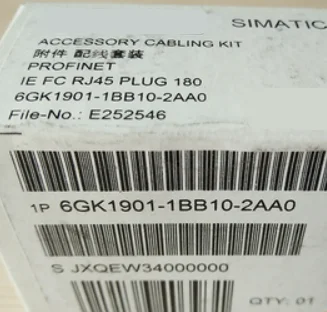 SIMATIC
ACCESSORY CABLING KIT
附件 配线套装
PROFINET
IE FC RJ45 PLUG 180
6GK1901-1BB10-2AA0
File-No.: E252546
1P 6GK1901-1BB10-2AA0
S JXQEW34000000
QTY: 01